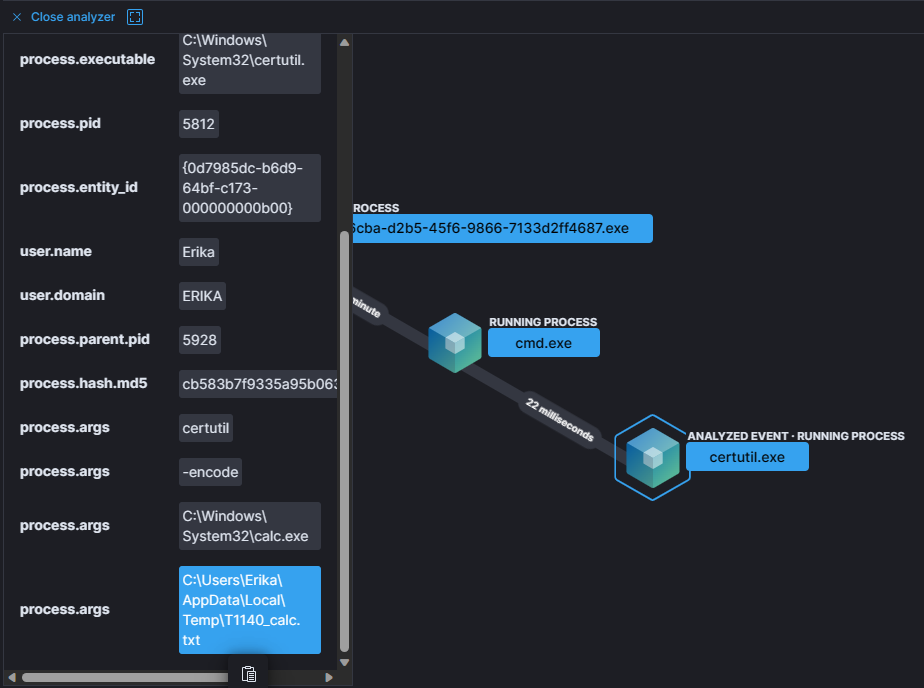 Close analyzer
process.executable
C:\Windows\
System32\certutil.
exe
process.pid
5812
process.entity_id
{0d7985dc-b6d9-
64bf-c173-
000000000b00}
user.name
Erika
user.domain
ERIKA
process.parent.pid
5928
process.hash.md5
cb583b7f9335a95b063
process.args
certutil
process.args
-encode
process.args
C:\Windows\
System32\calc.exe
process.args
C:\Users\Erika\
AppData\Local\
Temp\T1140_calc.
txt
ROCESS
6cba-d2b5-45f6-9866-7133d2ff4687.exe
minute
RUNNING PROCESS
cmd.exe
22 milliseconds
ANALYZED EVENT · RUNNING PROCESS
certutil.exe